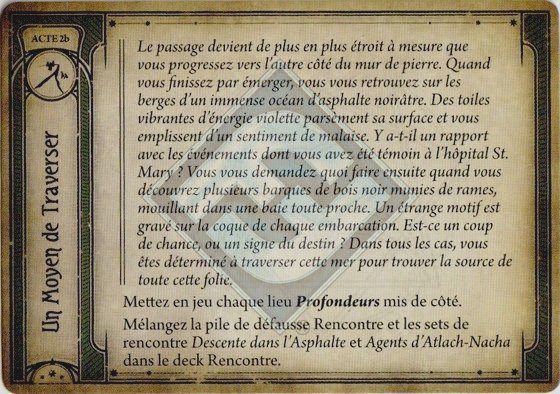 ACTE 2b
Un Moyen de Traverser
Le passage devient de plus en plus étroit à mesure que
vous progressez vers l'autre côté du mur de pierre. Quand
vous finissez par émerger, vous vous retrouvez sur les
berges d'un immense océan d'asphalte noirâtre. Des toiles
vibrantes d'énergie violette parsèment sa surface et vous
emplissent d'un sentiment de malaise. Y a-t-il un rapport
avec les événements dont vous avez été témoin à l'hôpital St.
Mary ? Vous vous demandez quoi faire ensuite quand vous
découvrez plusieurs barques de bois noir munies de rames,
mouillant dans une baie toute proche. Un étrange motif est
gravé sur la coque de chaque embarcation. Est-ce un coup
de chance, ou un signe du destin ? Dans tous les cas, vous
êtes déterminé à traverser cette mer pour trouver la source de
toute cette folie.
Mettez en jeu chaque lieu Profondeurs mis de côté.
Mélangez la pile de défausse Rencontre et les sets de
rencontre Descente dans l'Asphalte et Agents d'Atlach-Nacha
dans le deck Rencontre.